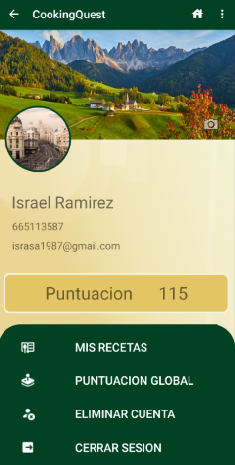 CookingQuest
Israel Ramirez
665113587
israsa1987@gmai.com
Puntuacion 115
MIS RECETAS
PUNTUACION GLOBAL
ELIMINAR CUENTA
CERRAR SESION